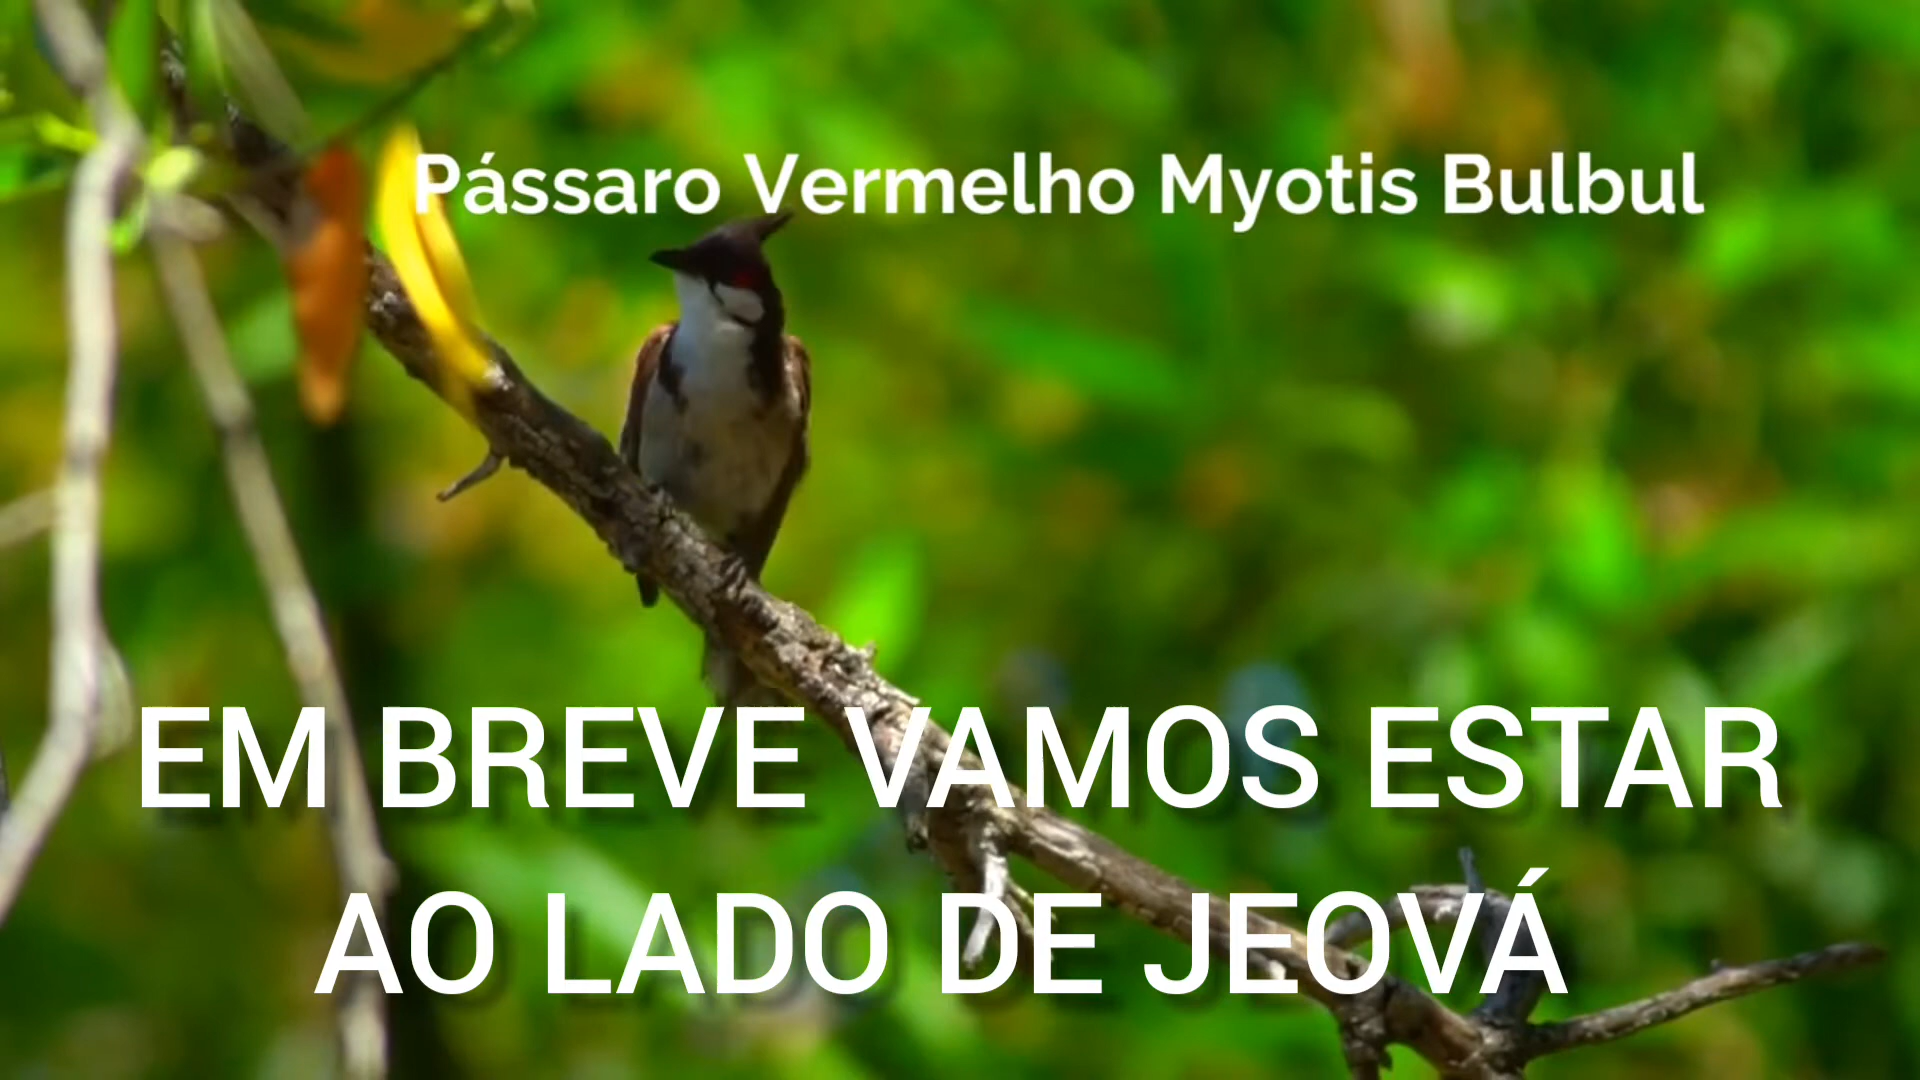 Pássaro Vermelho Myotis Bulbul
EM BREVE VAMOS ESTAR
AO LADO DE JEOVÁ